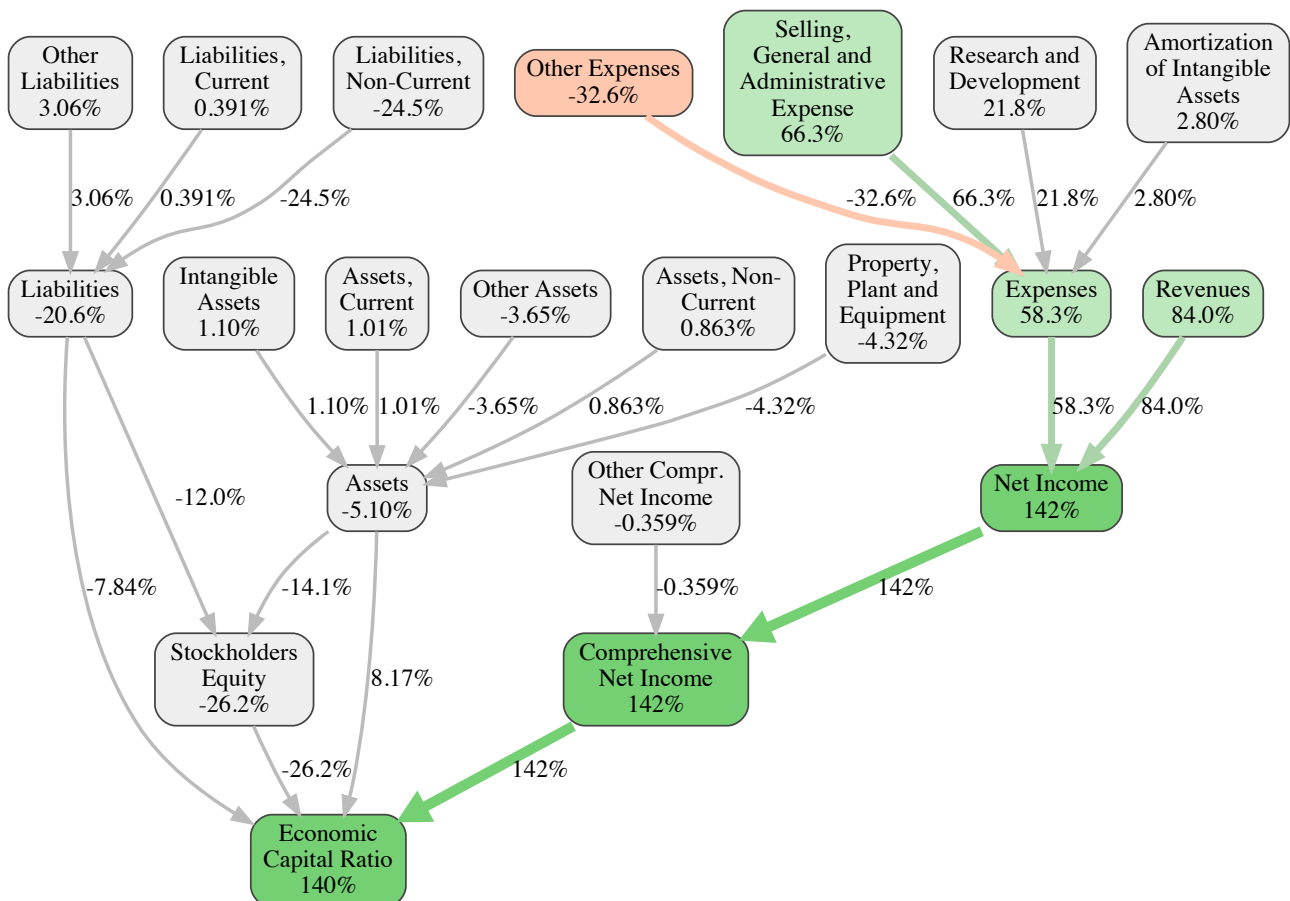 Other
Liabilities
3.06%
Liabilities,
Current
0.391%
Liabilities,
Non-Current
-24.5%
Other Expenses
-32.6%
Selling,
General and
Administrative
Expense
66.3%
Research and
Development
21.8%
Amortization
of Intangible
Assets
2.80%
3.06%
0.391%
-24.5%
-32.6%
66.3%
21.8%
2.80%
Liabilities
-20.6%
Intangible
Assets
1.10%
Assets,
Current
1.01%
Other Assets
-3.65%
Assets, Non-
Current
0.863%
Property,
Plant and
Equipment
-4.32%
Expenses
58.3%
Revenues
84.0%
1.10%
1.01%
-3.65%
0.863%
-4.32%
58.3%
84.0%
-12.0%
Assets
-5.10%
Other Compr.
Net Income
-0.359%
Net Income
142%
-7.84%
-14.1%
-0.359%
142%
Stockholders
Equity
-26.2%
8.17%
Comprehensive
Net Income
142%
-26.2%
142%
Economic
Capital Ratio
140%